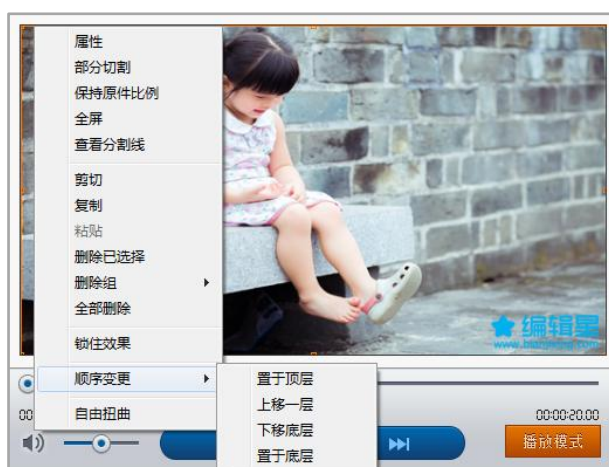 属性
部分切割
保持原件比例
全屏
查看分割线
剪切
复制
粘贴
删除已选择
删除组
全部删除
锁住效果
顺序变更
自由扭曲
置于顶层
上移一层
下移底层
置于底层
编辑星
00
00:00:20.00
播放模式